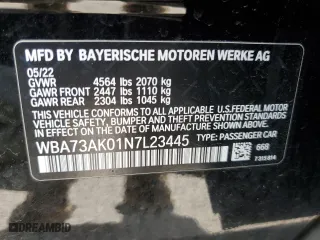 MFD BY BAYERISCHE MOTOREN WERKE AG
05/22
GVWR 4564 lbs 2070 kg
GAWR FRONT 2447 lbs 1110 kg
GAWR REAR 2304 lbs 1045 kg
THIS VEHICLE CONFORMS TO ALL APPLICABLE U.S. FEDERAL
MOTOR VEHICLE SAFETY, BUMPER, AND THEFT PREVENTION
STANDARDS IN EFFECT ON THE DATE OF MANUFACTURE
SHOWN ABOVE.
WBA73AK01N7L23445 TYPE: PASSENGER CAR
668
AUTOBIDMASTER